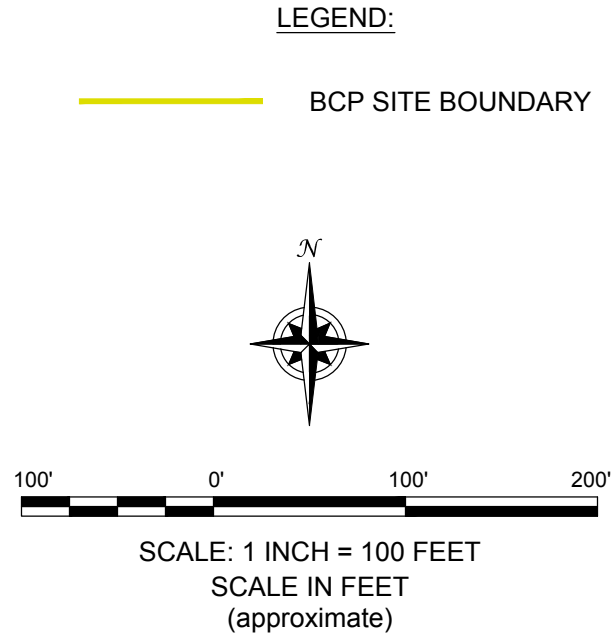 LEGEND:
BCP SITE BOUNDARY
N
100' 0' 100' 200'
SCALE: 1 INCH = 100 FEET
SCALE IN FEET
(approximate)